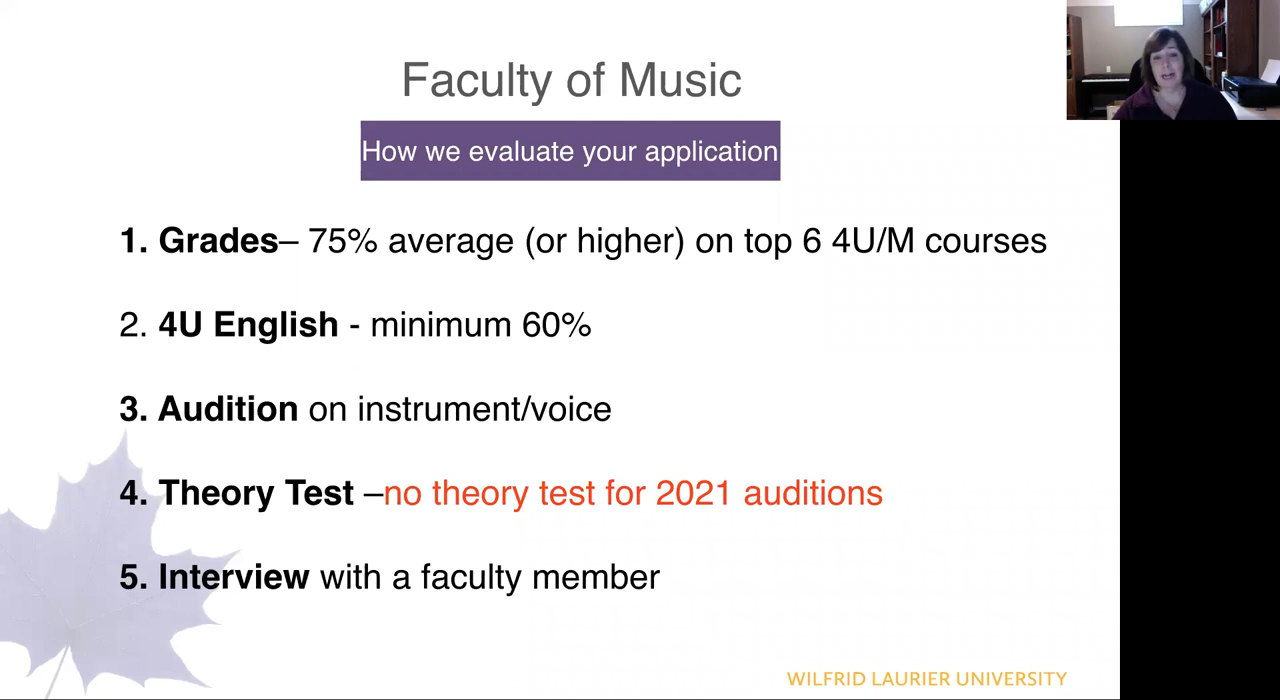 Faculty of Music
How we evaluate your application
1. Grades– 75% average (or higher) on top 6 4U/M courses
2. 4U English - minimum 60%
3. Audition on instrument/voice
4. Theory Test –no theory test for 2021 auditions
5. Interview with a faculty member
WILFRID LAURIER UNIVERSITY